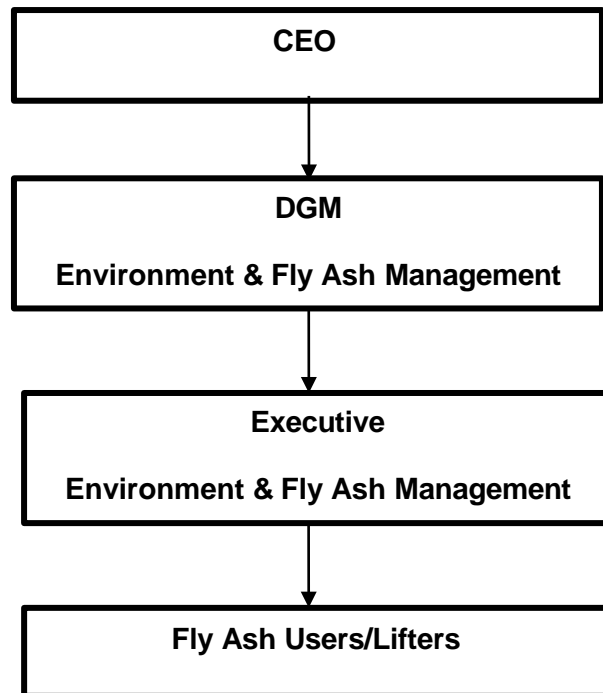 CEO
DGM
Environment & Fly Ash Management
Executive
Environment & Fly Ash Management
Fly Ash Users/Lifters